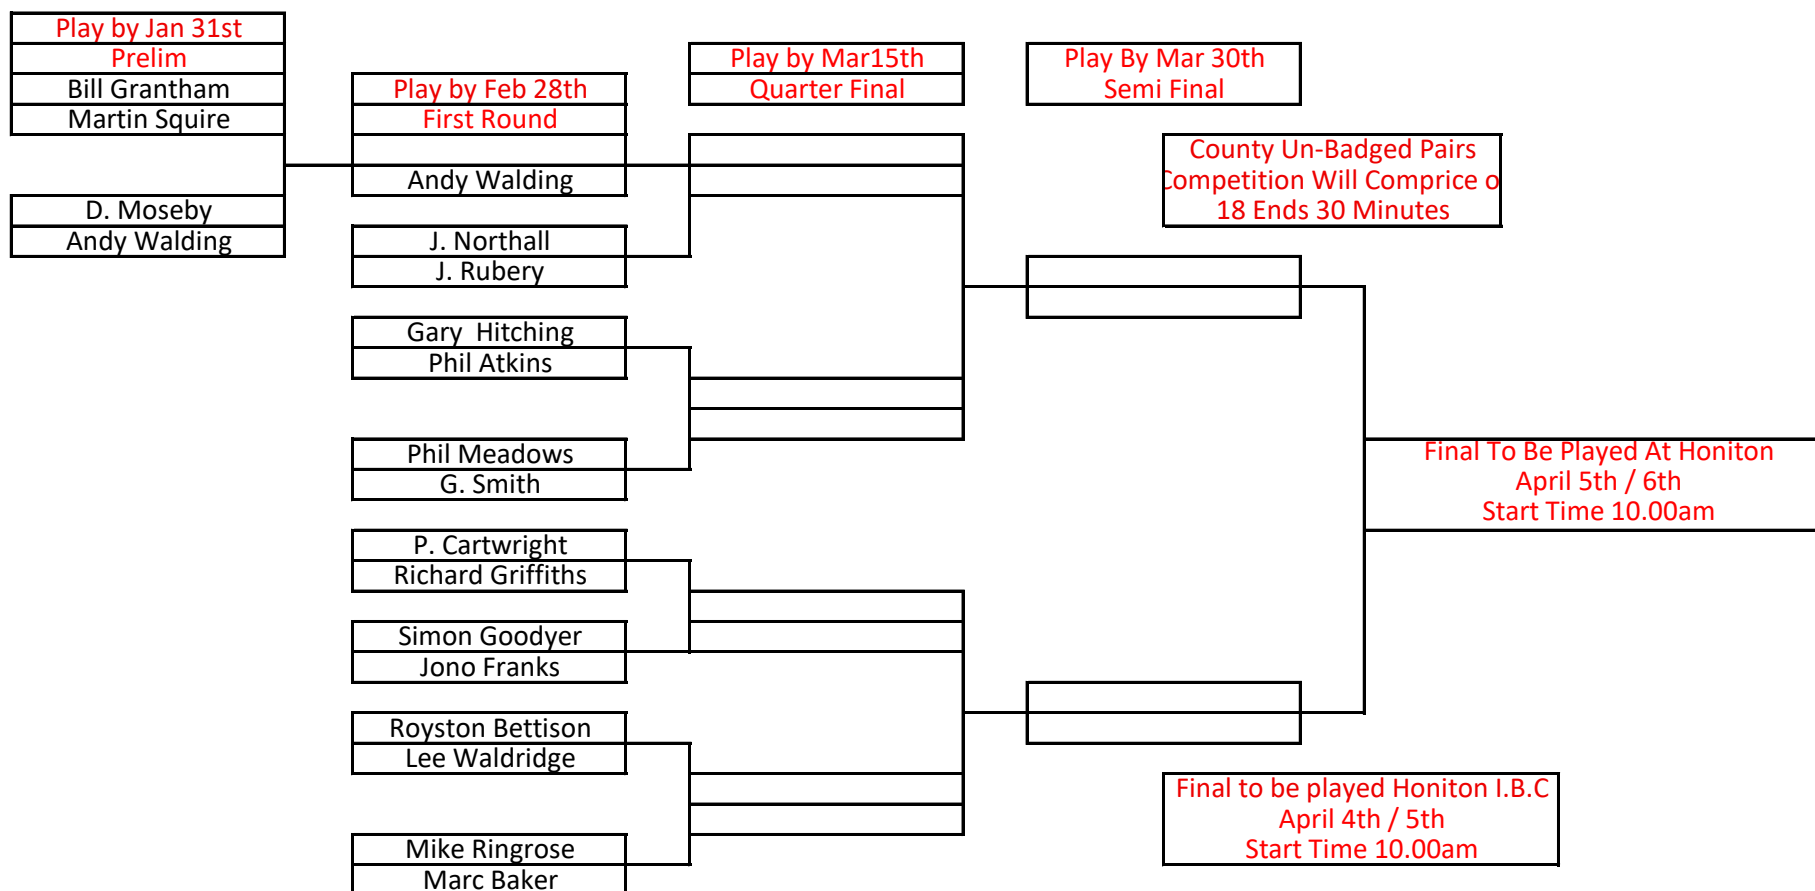 Play by Jan 31st
Prelim
Bill Grantham
Martin Squire
D. Moseby
Andy Walding
Play by Feb 28th
First Round
Andy Walding
J. Northall
J. Rubery
Gary  Hitching
Phil Atkins
Phil Meadows
G. Smith
P. Cartwright
Richard Griffiths
Simon Goodyer
Jono Franks
Royston Bettison
Lee Waldridge
Mike Ringrose
Marc Baker
Play by Mar15th
Quarter Final
Play By Mar 30th
Semi Final
County Un-Badged Pairs
Competition Will Comprice o
18 Ends 30 Minutes
Final To Be Played At Honiton
April 5th / 6th
Start Time 10.00am
Final to be played Honiton I.B.C
April 4th / 5th
Start Time 10.00am